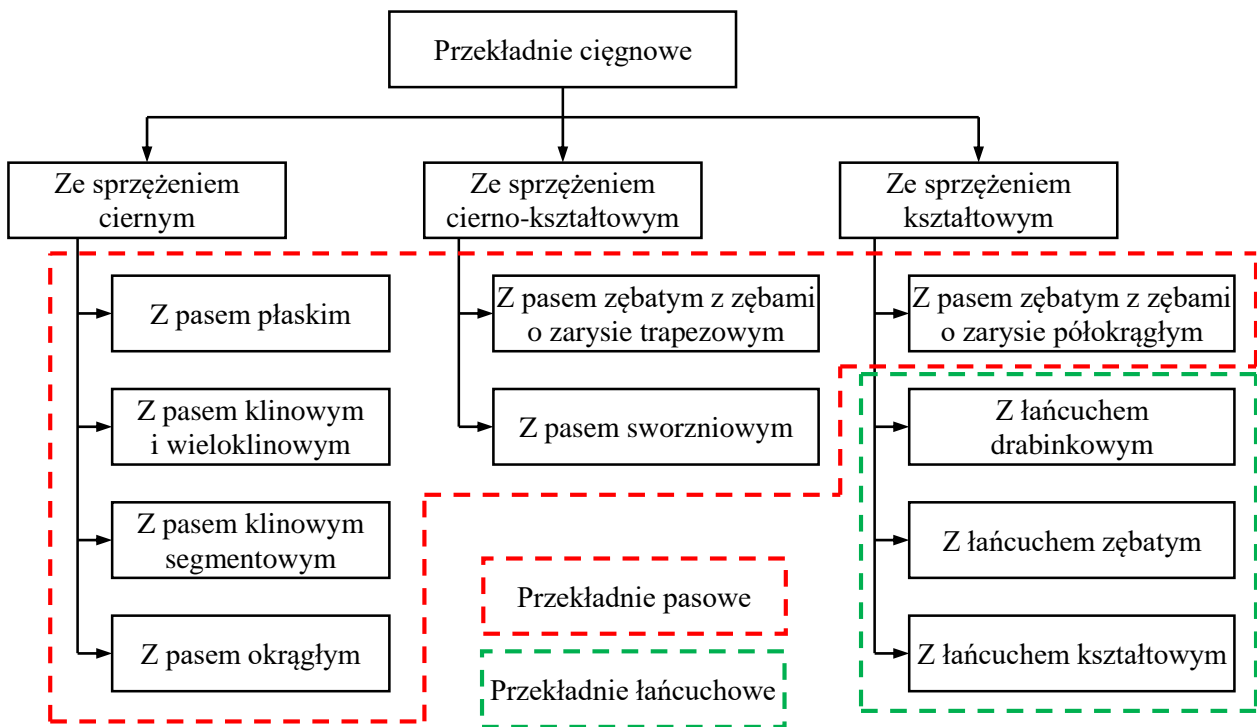 Przekładnie cięgnowe
Ze sprzężeniem
ciernym
Ze sprzężeniem
cierno-kształtowym
Ze sprzężeniem
kształtowym
Z pasem płaskim
Z pasem zębatym z zębami
o zarysie trapezowym
Z pasem zębatym z zębami
o zarysie półokrągłym
Z pasem klinowym
i wieloklinowym
Z pasem sworzniowym
Z łańcuchem
drabinkowym
Z pasem klinowym
segmentowym
Z łańcuchem zębatym
Przekładnie pasowe
Z pasem okrągłym
Z łańcuchem kształtowym
Przekładnie łańcuchowe